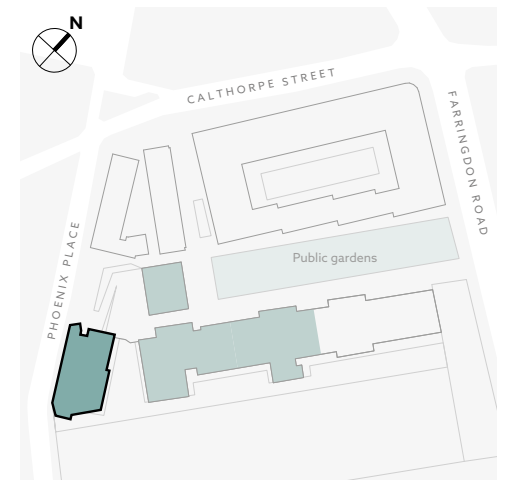 N
CALTHORPE STREET
FARRINGDON ROAD
Public gardens
PHOENIX PLACE